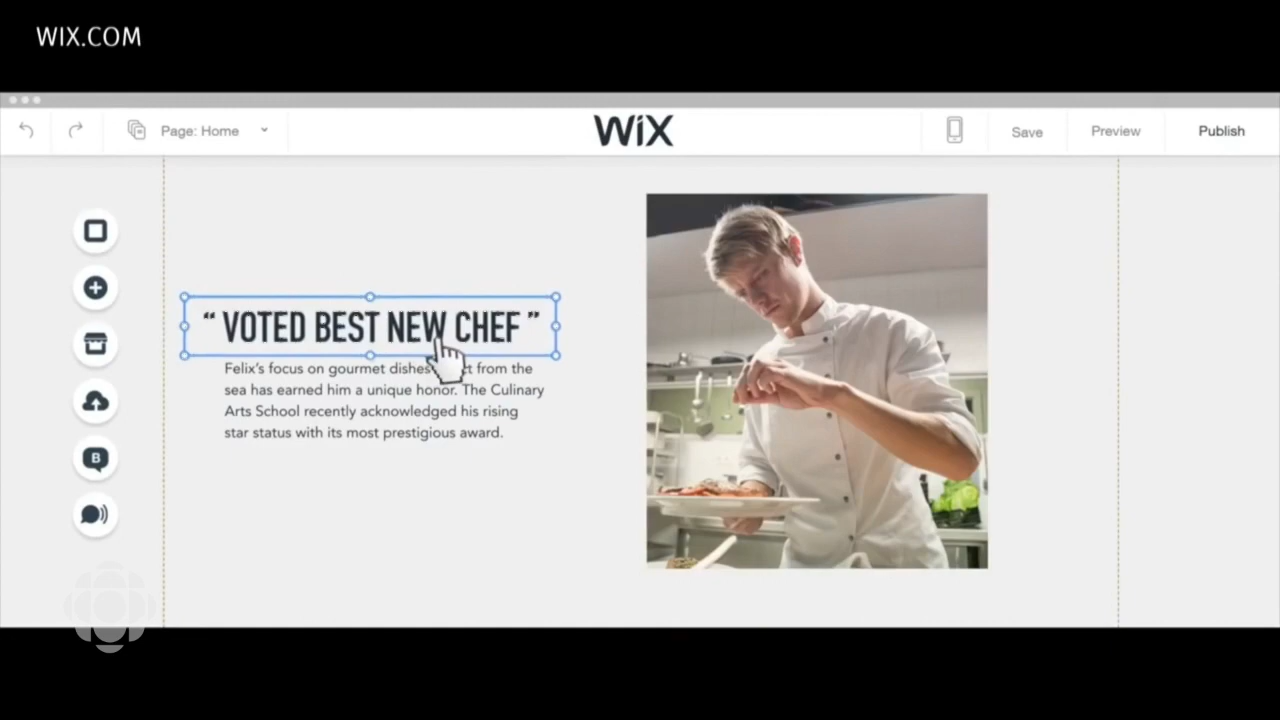 WIX.COM
Page: Home
WiX
Save
Preview
Publish
“ VOTED BEST NEW CHEF ”
Felix's focus on gourmet dishes from the
sea has earned him a unique honor. The Culinary
Arts School recently acknowledged his rising
star status with its most prestigious award.
B